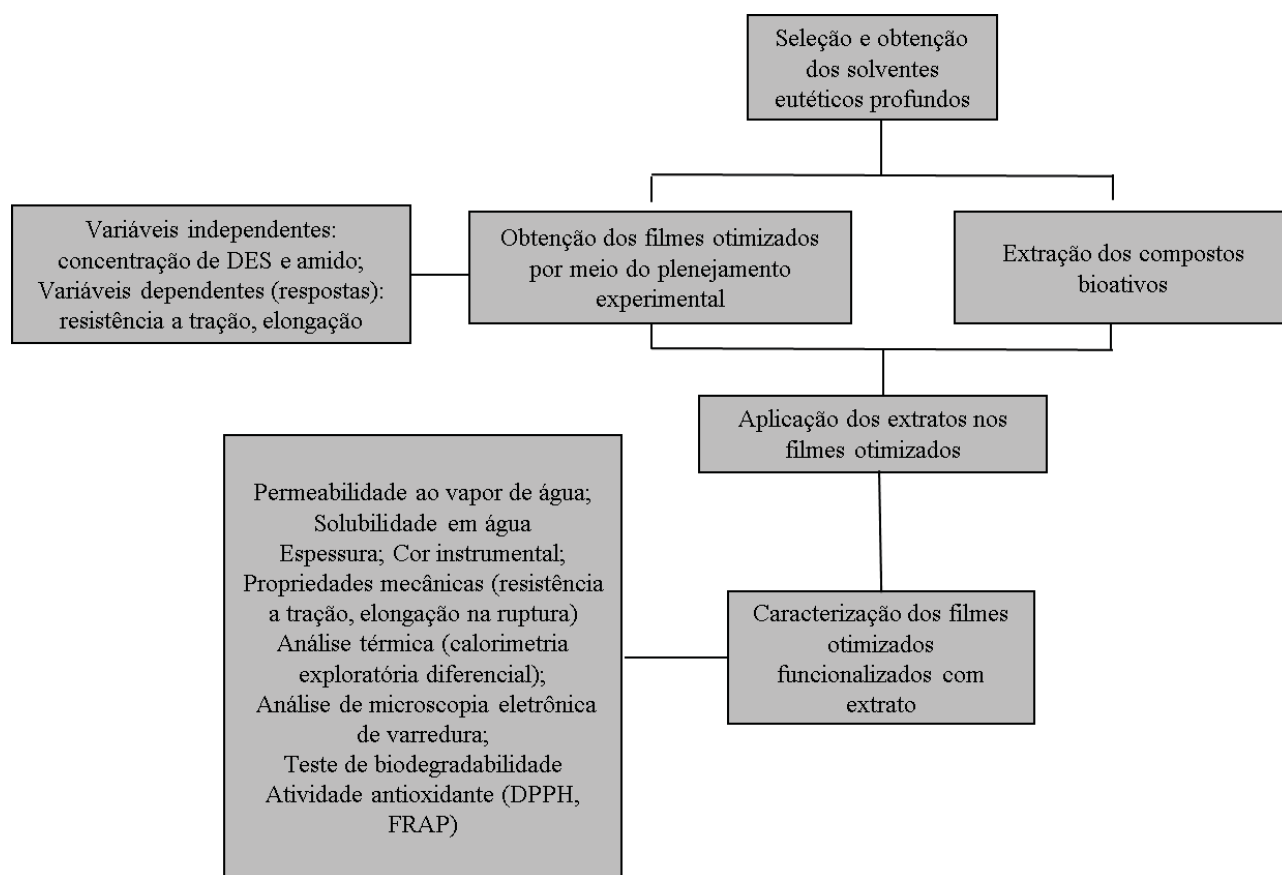 Seleção e obtenção
dos solventes
eutéticos profundos
Variáveis independentes:
concentração de DES e amido;
Variáveis dependentes (respostas):
resistência a tração, elongação
Obtenção dos filmes otimizados
por meio do plenejamento
experimental
Extração dos compostos
bioativos
Aplicação dos extratos nos
filmes otimizados
Permeabilidade ao vapor de água;
Solubilidade em água
Espessura; Cor instrumental;
Propriedades mecânicas (resistência
a tração, elongação na ruptura)
Análise térmica (calorimetria
exploratória diferencial);
Análise de microscopia eletrônica
de varredura;
Teste de biodegradabilidade
Atividade antioxidante (DPPH,
FRAP)
Caracterização dos filmes
otimizados
funcionalizados com
extrato